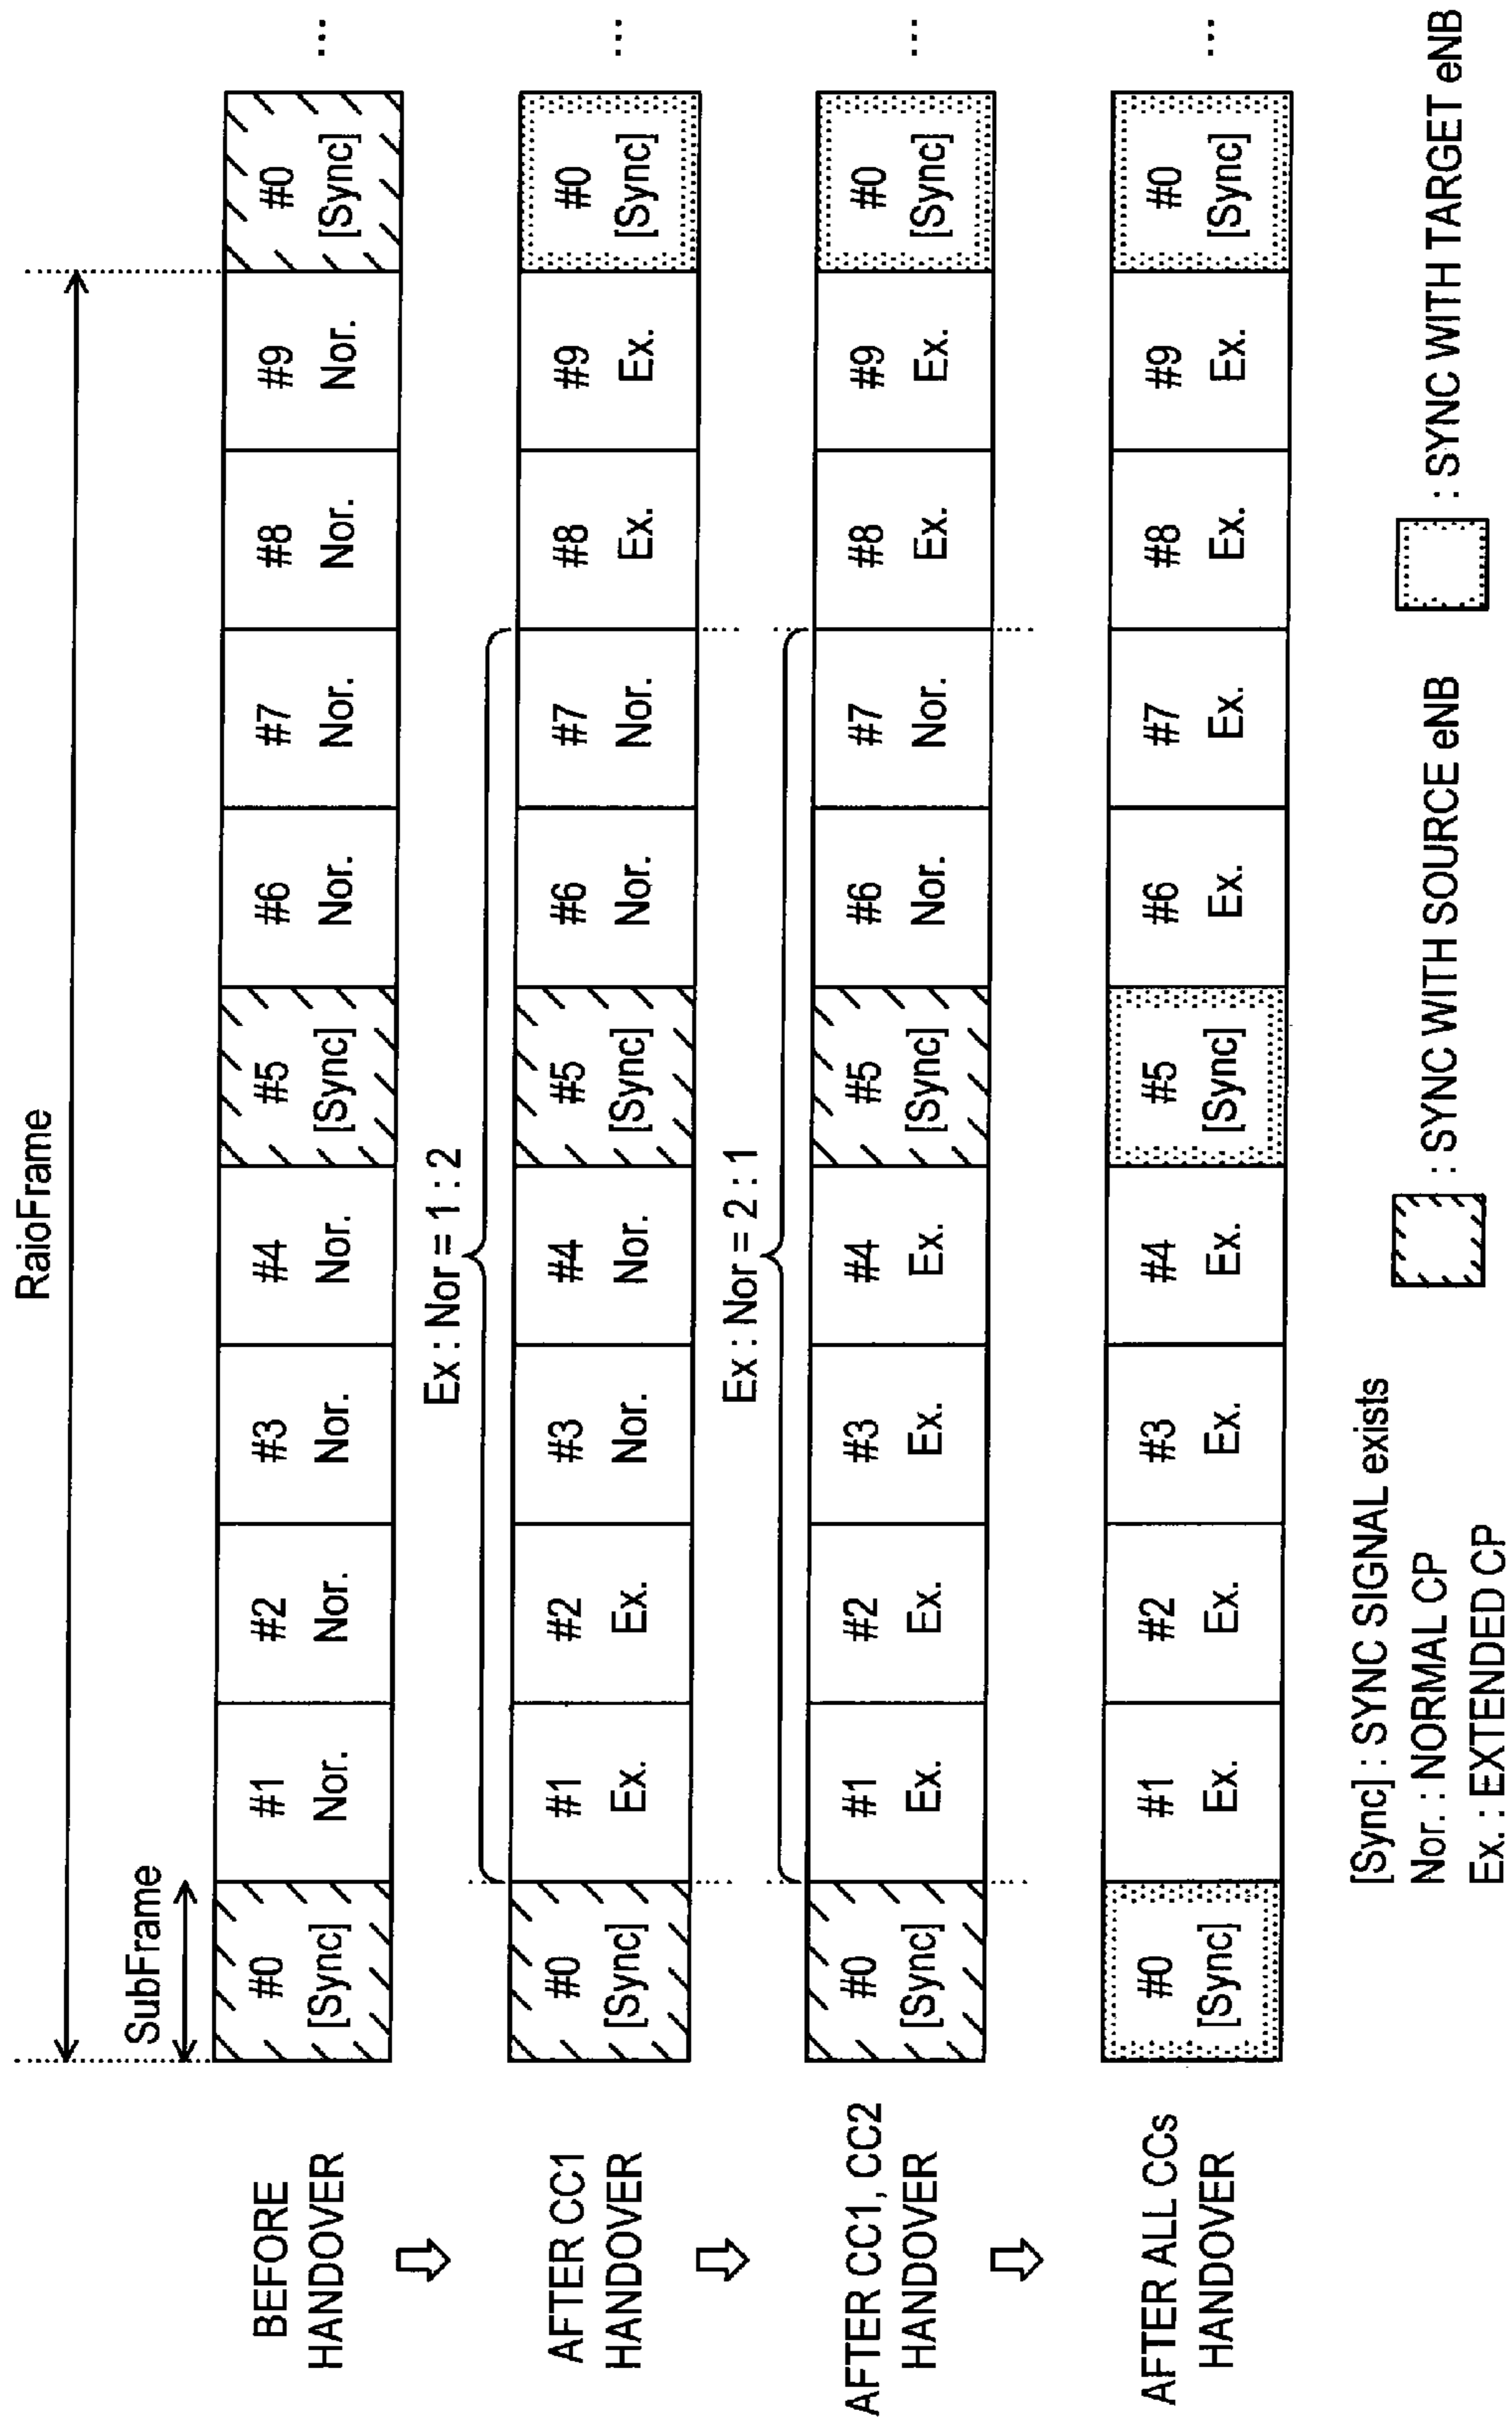 RaioFrame
SubFrame
BEFORE
HANDOVER
#0
[Sync]
#1
Nor.
#2
Nor.
#3
Nor.
#4
Nor.
#5
[Sync]
#6
Nor.
#7
Nor.
#8
Nor.
#9
Nor.
#0
[Sync]
...
Ex : Nor = 1 : 2
AFTER CC1
HANDOVER
#0
[Sync]
#1
Ex.
#2
Ex.
#3
Nor.
#4
Nor.
#5
[Sync]
#6
Nor.
#7
Nor.
#8
Ex.
#9
Ex.
#0
[Sync]
...
Ex : Nor = 2 : 1
AFTER CC1, CC2
HANDOVER
#0
[Sync]
#1
Ex.
#2
Ex.
#3
Ex.
#4
Ex.
#5
[Sync]
#6
Nor.
#7
Nor.
#8
Ex.
#9
Ex.
#0
[Sync]
...
AFTER ALL CCs
HANDOVER
#0
[Sync]
#1
Ex.
#2
Ex.
#3
Ex.
#4
Ex.
#5
[Sync]
#6
Ex.
#7
Ex.
#8
Ex.
#9
Ex.
#0
[Sync]
...
[Sync] : SYNC SIGNAL exists
Nor. : NORMAL CP
Ex. : EXTENDED CP
: SYNC WITH SOURCE eNB
: SYNC WITH TARGET eNB